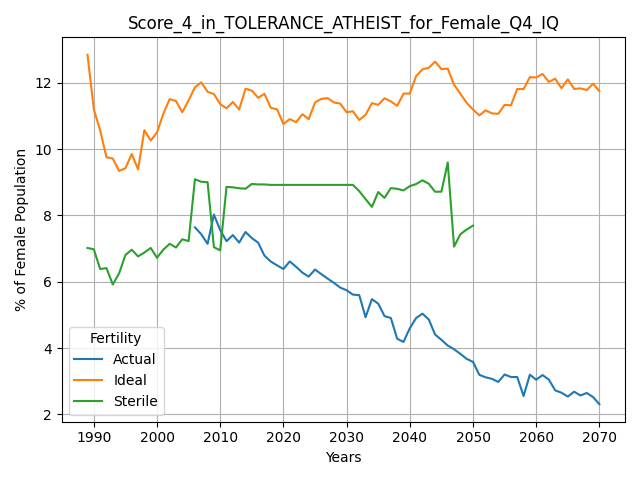 Score_4_in_TOLERANCE_ATHEIST_for_Female_Q4_IQ
% of Female Population
12
10
8
6
4
2
Fertility
Actual
Ideal
Sterile
1990 2000 2010 2020 2030 2040 2050 2060 2070
Years